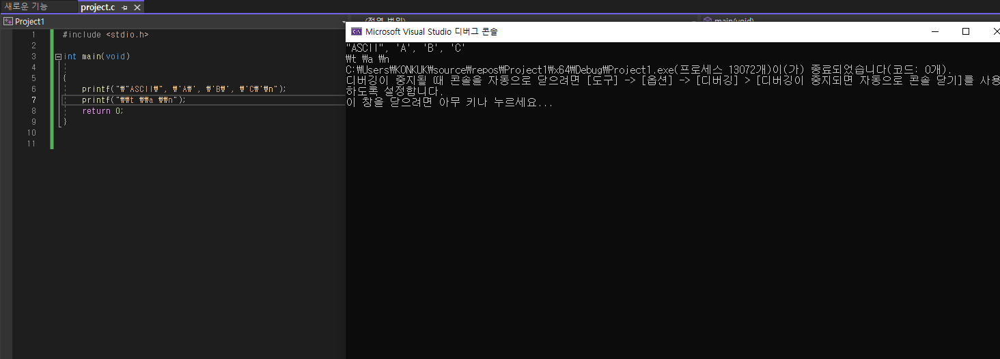 새로운 기능 project.c
Project1 (전역 범위) main(void)
Microsoft Visual Studio 디버그 콘솔
1 #include <stdio.h>
2
3 int main(void)
4
5 {
6 printf("₩"ASCII₩", ₩'A₩', ₩'B₩', ₩'C₩'₩n");
7 printf("₩₩t ₩₩a ₩₩n");
8 return 0;
9 }
10
11
"ASCII", 'A', 'B', 'C'
₩t ₩a ₩n
C:₩Users₩KONKUK₩source₩repos₩Project1₩x64₩Debug₩Project1.exe(프로세스 13072개)이(가) 종료되었습니다(코드: 0개).
디버깅이 중지될 때 콘솔을 자동으로 닫으려면 [도구] -> [옵션] -> [디버깅] > [디버깅이 중지되면 자동으로 콘솔 닫기]를 사용
하도록 설정합니다.
이 창을 닫으려면 아무 키나 누르세요...